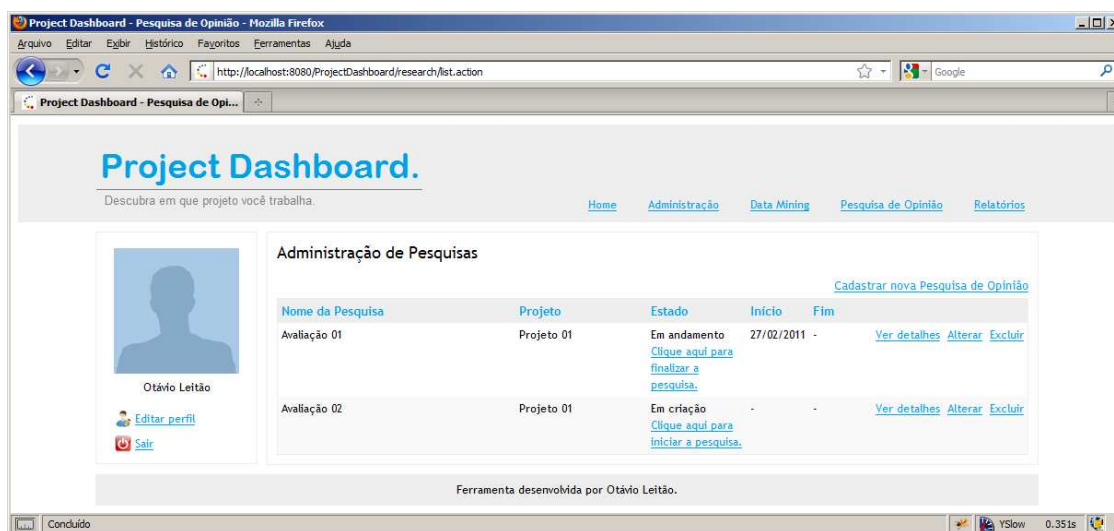 Project Dashboard - Pesquisa de Opinião - Mozilla Firefox
Arquivo Editar Exibir Histórico Favoritos Ferramentas Ajuda
http://localhost:8080/ProjectDashboard/research/list.action Google
Project Dashboard - Pesquisa de Opi...
Project Dashboard.
Descubra em que projeto você trabalha.
Home Administração Data Mining Pesquisa de Opinião Relatórios
Administração de Pesquisas
Cadastrar nova Pesquisa de Opinião
Nome da Pesquisa Projeto Estado Início Fim
Avaliação 01 Projeto 01 Em andamento 27/02/2011 - Ver detalhes Alterar Excluir
Clique aqui para
finalizar a
pesquisa.
Otávio Leitão
Avaliação 02 Projeto 01 Em criação - - Ver detalhes Alterar Excluir
Editar perfil
Clique aqui para
iniciar a pesquisa.
Sair
Ferramenta desenvolvida por Otávio Leitão.
Concluído YSlow 0.351s